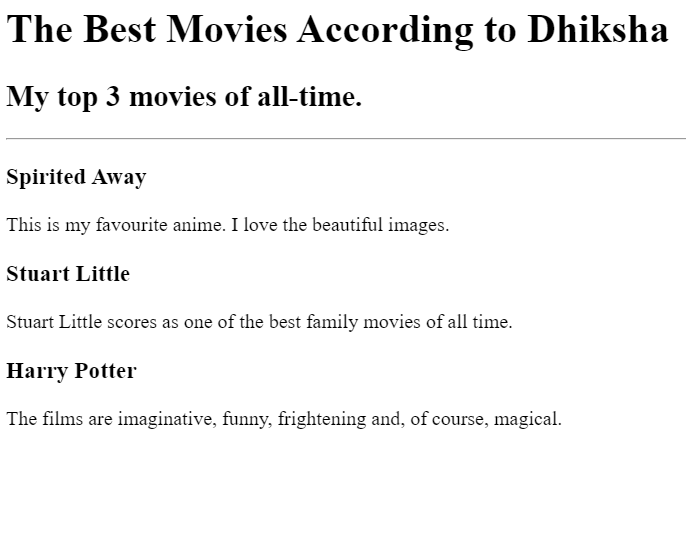 The Best Movies According to Dhiksha
My top 3 movies of all-time.
Spirited Away
This is my favourite anime. I love the beautiful images.
Stuart Little
Stuart Little scores as one of the best family movies of all time.
Harry Potter
The films are imaginative, funny, frightening and, of course, magical.